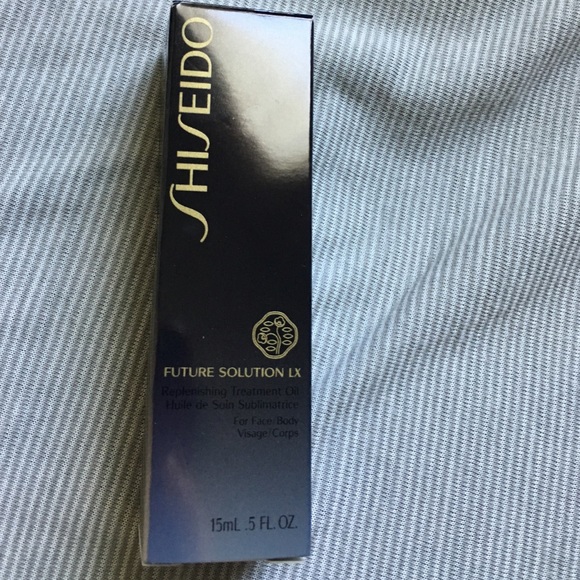 SHISEIDO
FUTURE SOLUTION LX
Replenishing Treatment Oil
Huile de Soin Sublimatrice
For Face/Body
Visage/Corps
15mL .5 FL. OZ.